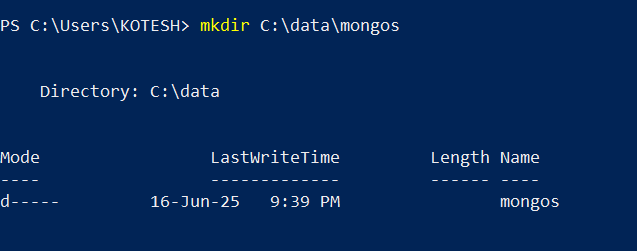 PS C:\Users\KOTESH> mkdir C:\data\mongos
Directory: C:\data
Mode LastWriteTime Length Name
---- ------------- ------ ----
d----- 16-Jun-25 9:39 PM mongos